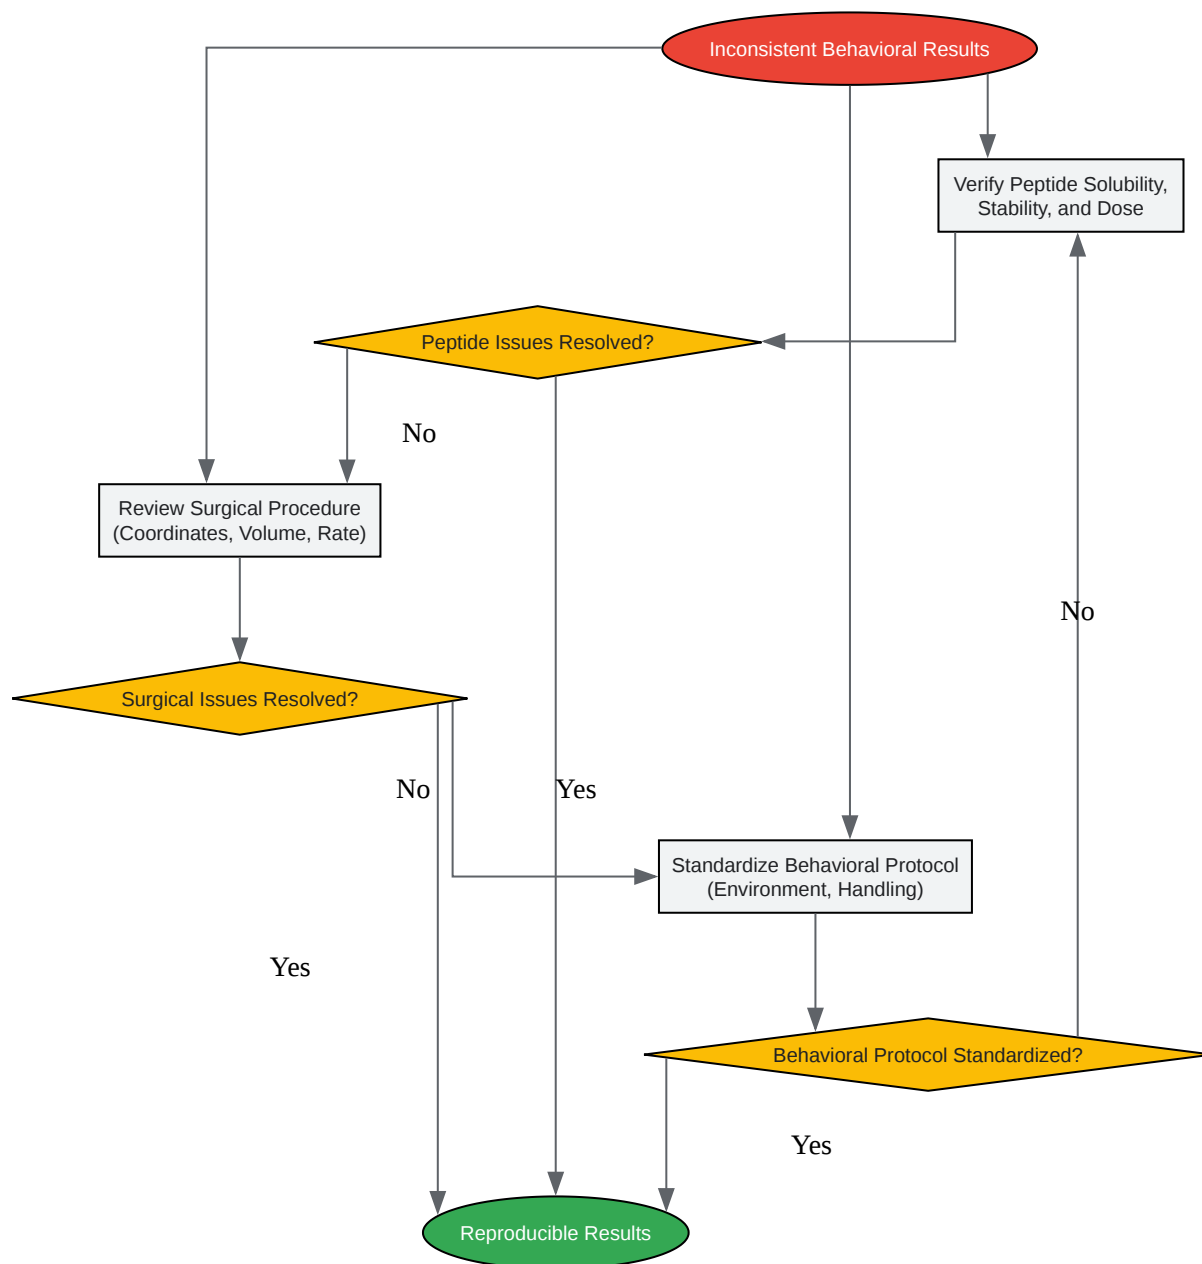 Inconsistent Behavioral Results
Verify Peptide Solubility,
Stability, and Dose
Peptide Issues Resolved?
No
Review Surgical Procedure
(Coordinates, Volume, Rate)
No
Surgical Issues Resolved?
No
Yes
Standardize Behavioral Protocol
(Environment, Handling)
Yes
Behavioral Protocol Standardized?
Yes
Reproducible Results